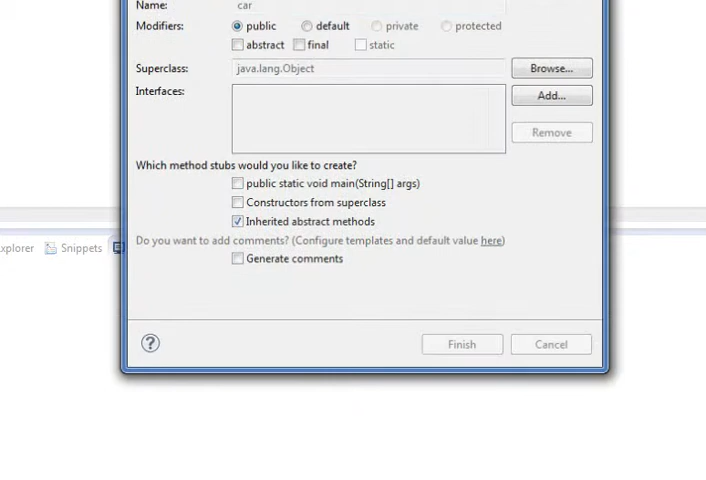 Name: car
Modifiers: public default private protected
abstract final static
Superclass: java.lang.Object Browse...
Interfaces: Add...
Remove
Which method stubs would you like to create?
public static void main(String[] args)
Constructors from superclass
Inherited abstract methods
xplorer Snippets
Do you want to add comments? (Configure templates and default value here)
Generate comments
? Finish Cancel